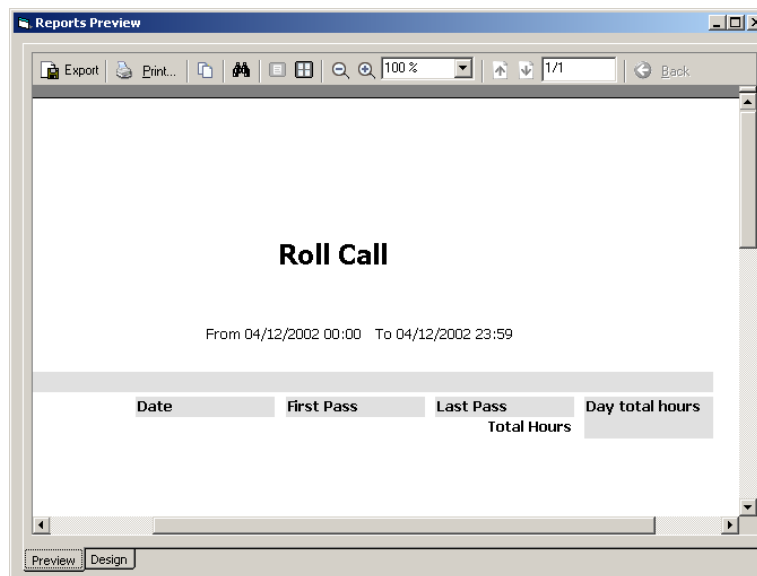 Reports Preview
Export Print... 100 % 1/1 Back
Roll Call
From 04/12/2002 00:00 To 04/12/2002 23:59
Date First Pass Last Pass Day total hours
Total Hours
Preview Design